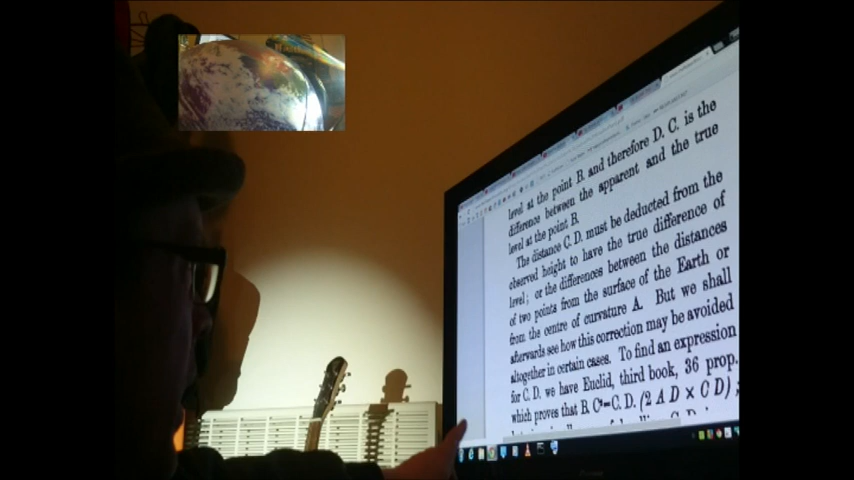 level at the point B. and therefore D. C. is the
difference between the apparent and the true
level at the point B.
The distance C. D. must be deducted from the
observed height to have the true difference of
level; or the differences between the distances
of two points from the surface of the Earth or
from the centre of curvature A. But we shall
afterwards see how this correction may be avoided
altogether in certain cases. To find an expression
for C. D. we have Euclid, third book, 36 prop.
which proves that B. C²=C. D. (2 A D × C D) ;